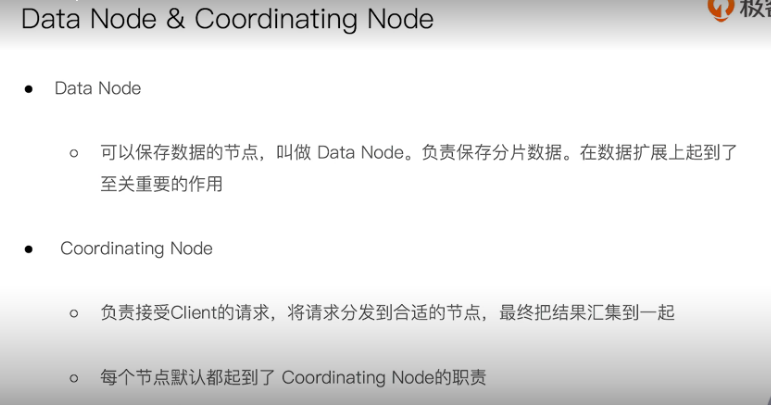 Data Node & Coordinating Node
极
● Data Node
○ 可以保存数据的节点，叫做 Data Node。负责保存分片数据。在数据扩展上起到了
至关重要的作用
● Coordinating Node
○ 负责接受Client的请求，将请求分发到合适的节点，最终把结果汇集到一起
○ 每个节点默认都起到了 Coordinating Node的职责